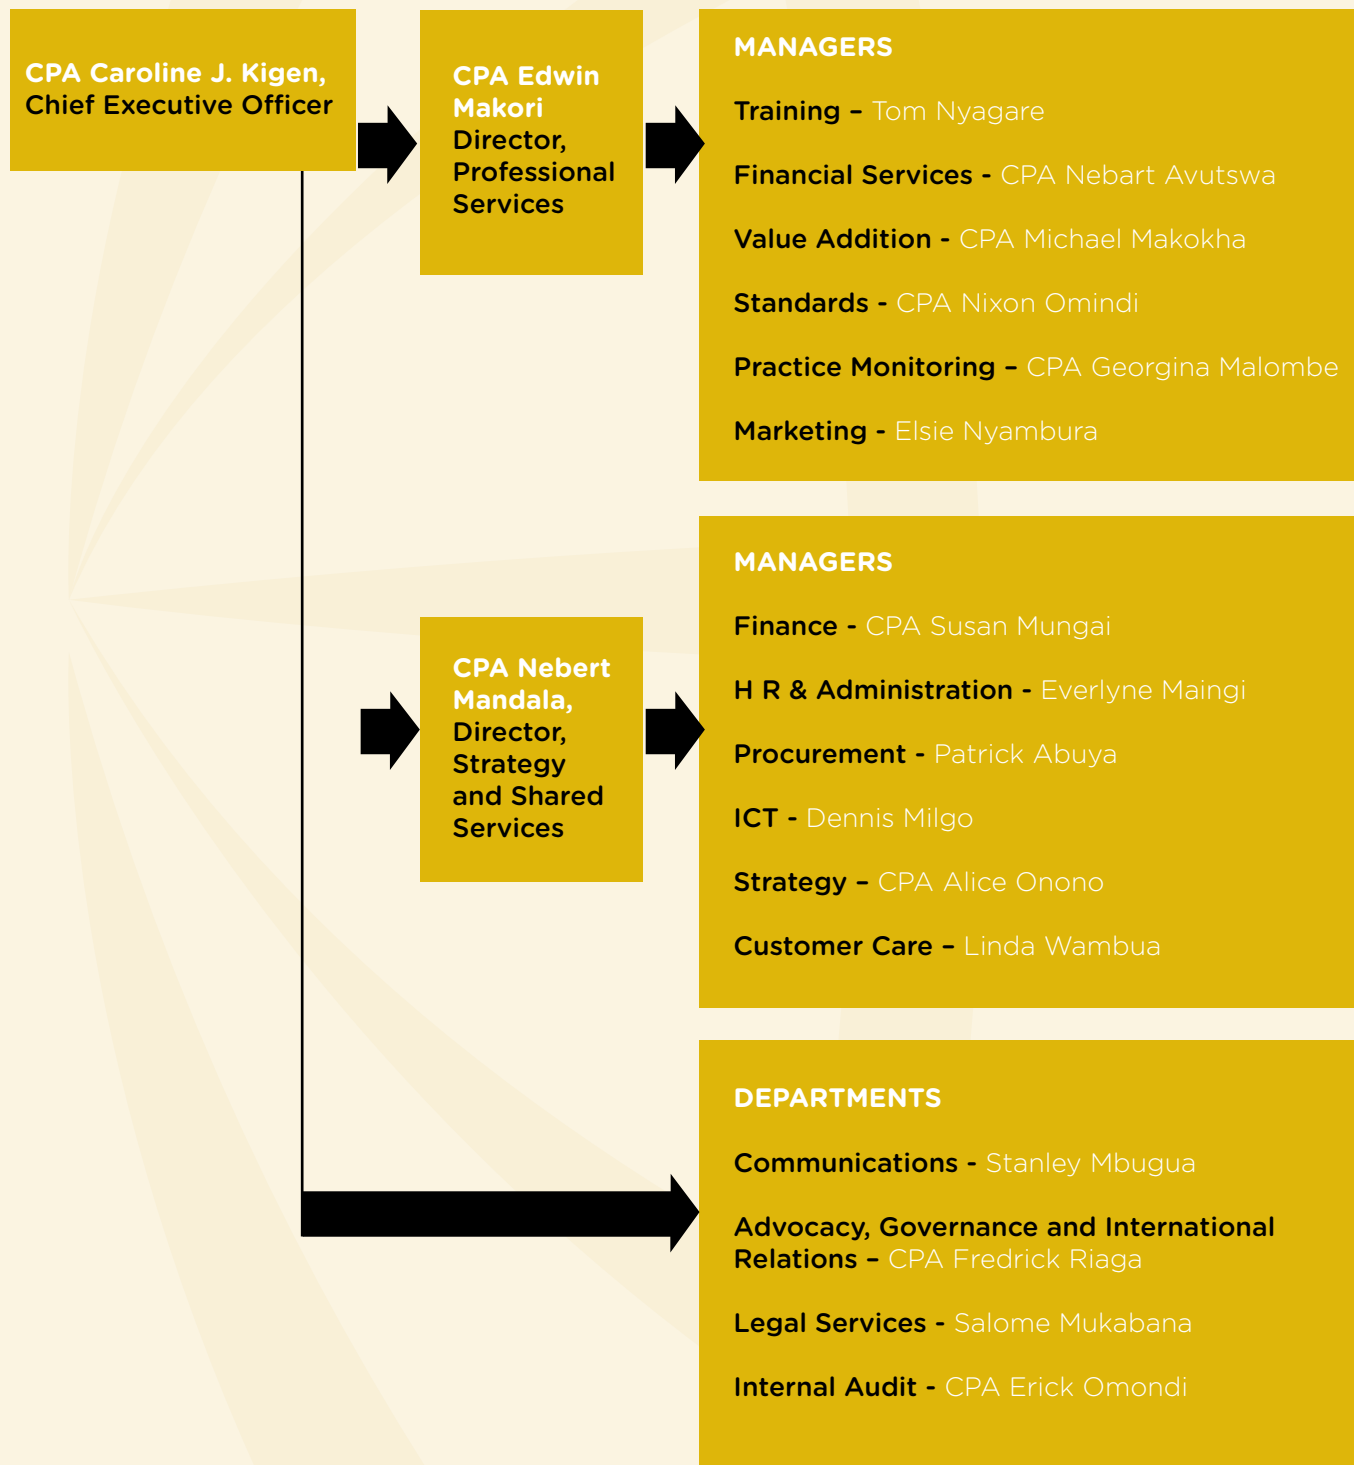 CPA Caroline J. Kigen,
Chief Executive Officer
CPA Edwin
Makori
Director,
Professional
Services
MANAGERS
Training – Tom Nyagare
Financial Services - CPA Nebart Avutswa
Value Addition - CPA Michael Makokha
Standards - CPA Nixon Omindi
Practice Monitoring – CPA Georgina Malombe
Marketing - Elsie Nyambura
CPA Nebert
Mandala,
Director,
Strategy
and Shared
Services
MANAGERS
Finance - CPA Susan Mungai
H R & Administration - Everlyne Maingi
Procurement - Patrick Abuya
ICT - Dennis Milgo
Strategy – CPA Alice Onono
Customer Care – Linda Wambua
DEPARTMENTS
Communications - Stanley Mbugua
Advocacy, Governance and International
Relations – CPA Fredrick Riaga
Legal Services - Salome Mukabana
Internal Audit - CPA Erick Omondi